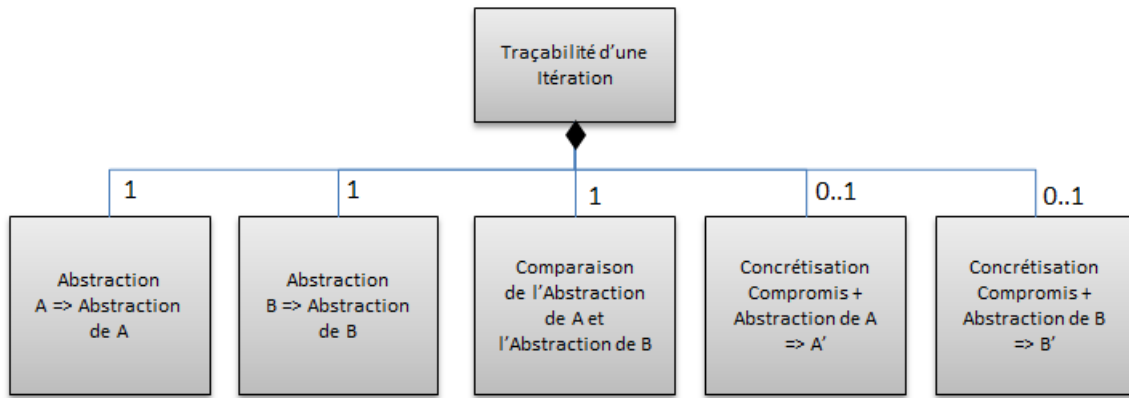 Traçabilité d’une
Itération
1
1
1
0..1
0..1
Abstraction
A => Abstraction
de A
Abstraction
B => Abstraction
de B
Comparaison
de l’Abstraction
de A et
l’Abstraction de B
Concrétisation
Compromis +
Abstraction de A
=> A’
Concrétisation
Compromis +
Abstraction de B
=> B’